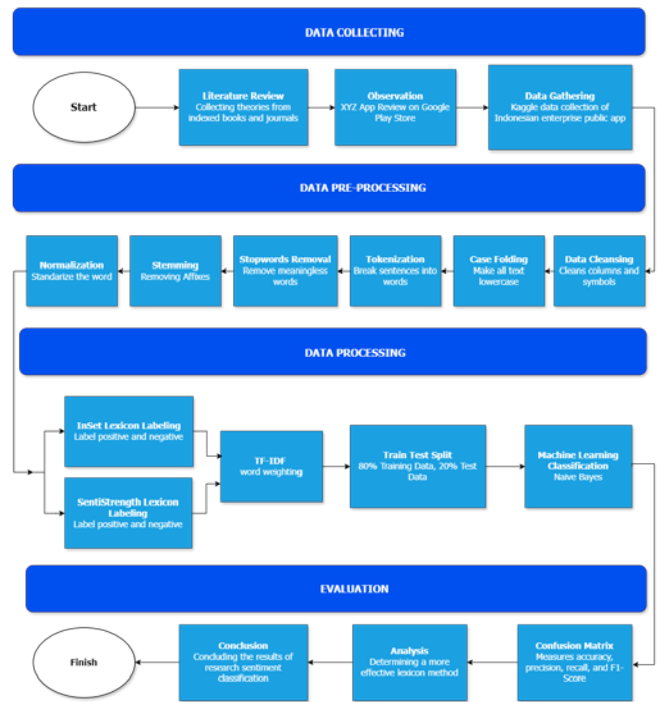 DATA COLLECTING
Start
Literature Review
Collecting theories from
indexed books and journals
Observation
XYZ App Review on Google
Play Store
Data Gathering
Kaggle data collection of
Indonesian enterprise public app
DATA PRE-PROCESSING
Normalization
Standarize the word
Stemming
Removing Affixes
Stopwords Removal
Remove meaningless
words
Tokenization
Break sentences into
words
Case Folding
Make all text
lowercase
Data Cleansing
Cleans columns and
symbols
DATA PROCESSING
InSet Lexicon Labeling
Label positive and negative
SentiStrength Lexicon
Labeling
Label positive and negative
TF-IDF
word weighting
Train Test Split
80% Training Data, 20% Test
Data
Machine Learning
Classification
Naive Bayes
EVALUATION
Finish
Conclusion
Concluding the results of
research sentiment
classification
Analysis
Determining a more
effective lexicon method
Confusion Matrix
Measures accuracy,
precision, recall, and F1-
Score